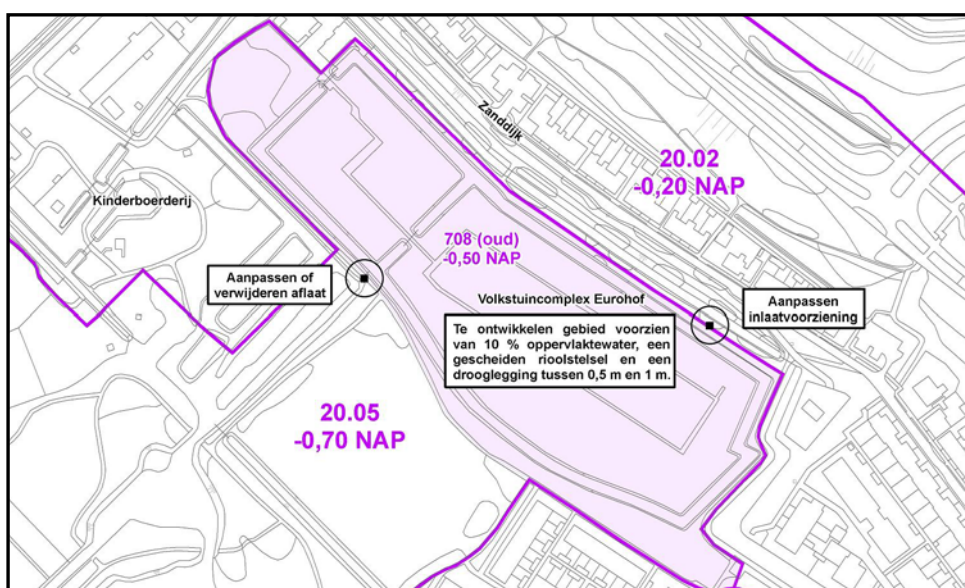 Zanddijk
20.02
-0,20 NAP
Kinderboerderij
708 (oud)
-0,50 NAP
Aanpassen of
verwijderen aflaat
Volkstuincomplex Eurohof
Aanpassen
inlaatvoorziening
Te ontwikkelen gebied voorzien
van 10 % oppervlaktewater, een
gescheiden rioolstelsel en een
drooglegging tussen 0,5 m en 1 m.
20.05
-0,70 NAP